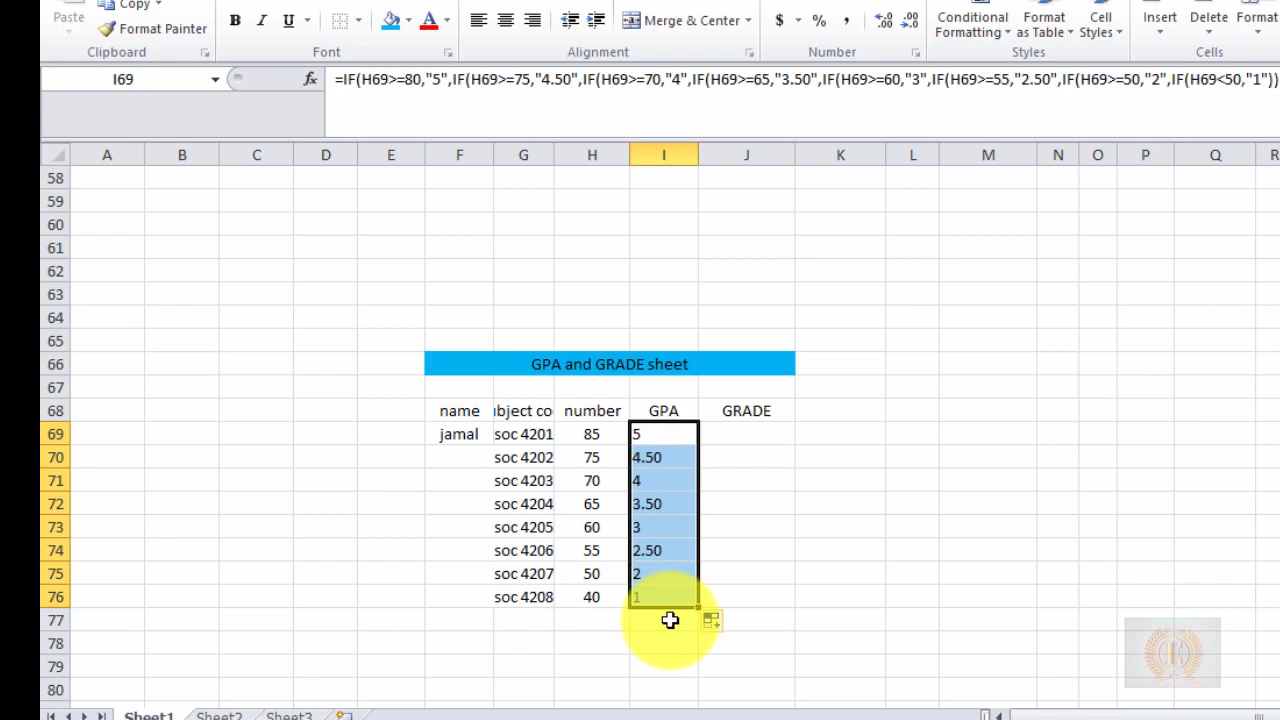 Paste
Copy
Format Painter
Clipboard
B I U A
Font
Merge & Center
Alignment
$ % ,
.0 .00
.00 .0
Number
Conditional Formatting
Format as Table
Cell Styles
Styles
Insert
Delete
Format
Cells
I69
fx
=IF(H69>=80,"5",IF(H69>=75,"4.50",IF(H69>=70,"4",IF(H69>=65,"3.50",IF(H69>=60,"3",IF(H69>=55,"2.50",IF(H69>=50,"2",IF(H69<50,"1"))
A B C D E F G H I J K L M N O P Q R
58
59
60
61
62
63
64
65
66 GPA and GRADE sheet
67
68 name ubject co number GPA GRADE
69 jamal soc 4201 85 5
70 soc 4202 75 4.50
71 soc 4203 70 4
72 soc 4204 65 3.50
73 soc 4205 60 3
74 soc 4206 55 2.50
75 soc 4207 50 2
76 soc 4208 40 1
77
78
79
80
Sheet1 Sheet2 Sheet3